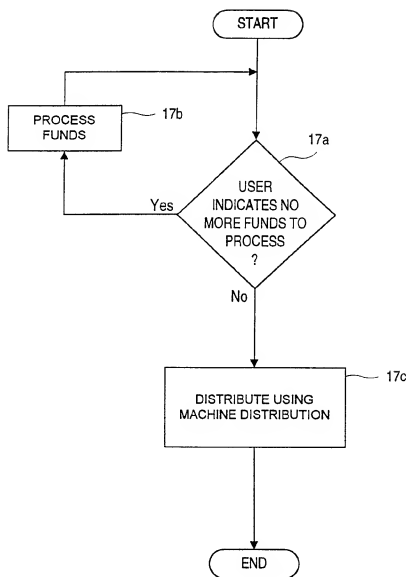 START
PROCESS
FUNDS
17b
17a
USER
INDICATES NO
MORE FUNDS TO
PROCESS
?
Yes
No
DISTRIBUTE USING
MACHINE DISTRIBUTION
17c
END